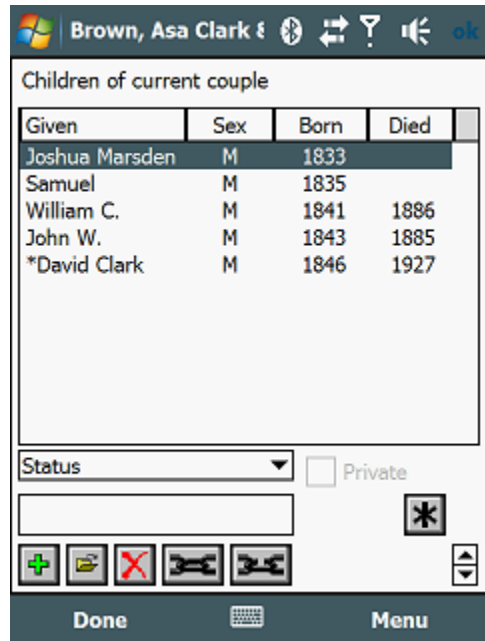 Brown, Asa Clark & ok
Children of current couple
Given Sex Born Died
Joshua Marsden M 1833
Samuel M 1835
William C. M 1841 1886
John W. M 1843 1885
*David Clark M 1846 1927
Status Private
Done Menu